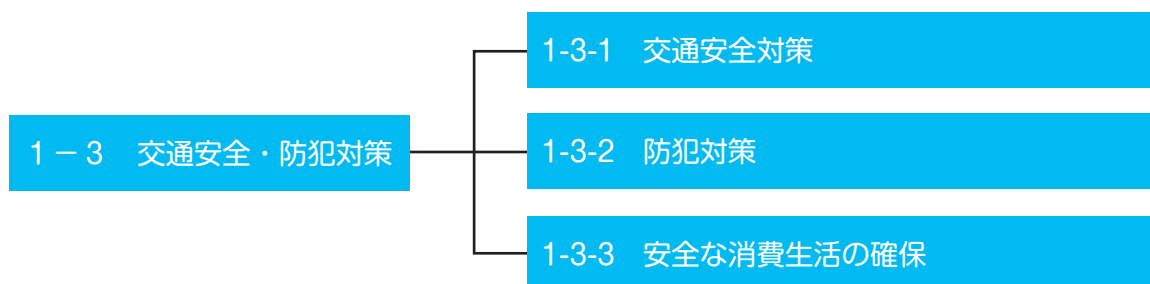 1－3　交通安全・防犯対策
1-3-1　交通安全対策
1-3-2　防犯対策
1-3-3　安全な消費生活の確保